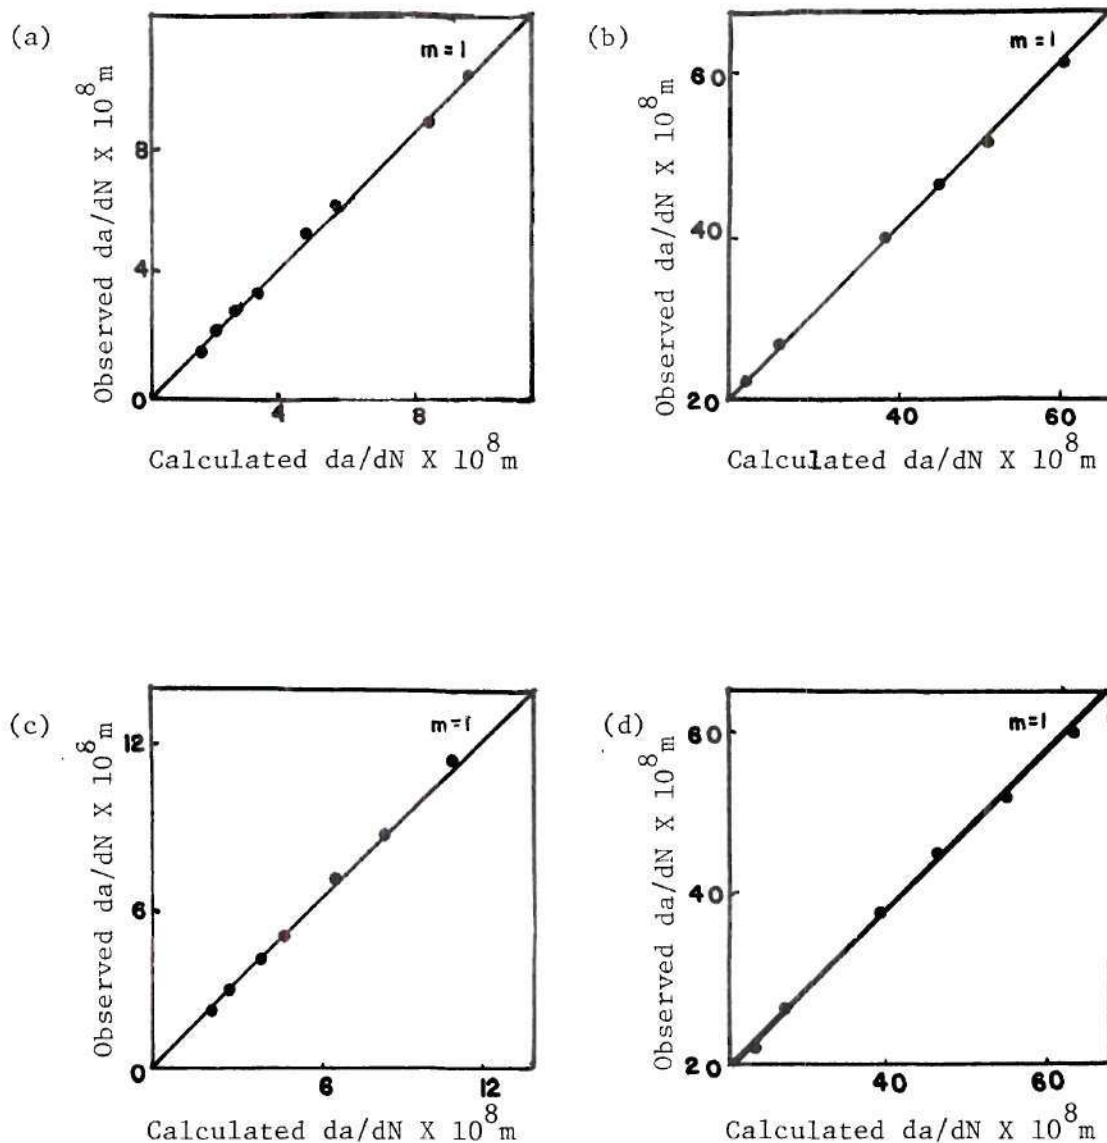 (a)
m=1
Observed da/dN X 10⁸m
8
4
0
4 8
Calculated da/dN X 10⁸m
(b)
m=1
Observed da/dN X 10⁸m
60
40
20
40 60
Calculated da/dN X 10⁸m
(c)
m=1
Observed da/dN X 10⁸m
12
6
0
6 12
Calculated da/dN X 10⁸m
(d)
m=1
Observed da/dN X 10⁸m
60
40
20
40 60
Calculated da/dN X 10⁸m